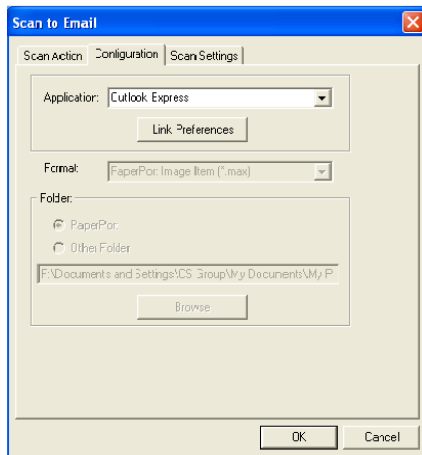 Scan to Email
Scan Action Configuration Scan Settings
Application: Outlook Express
Link Preferences
Format: PaperPort Image Item (*.max)
Folder:
PaperPort
Other Folder
F:\Documents and Settings\CS Group\My Documents\My P
Browse
OK Cancel